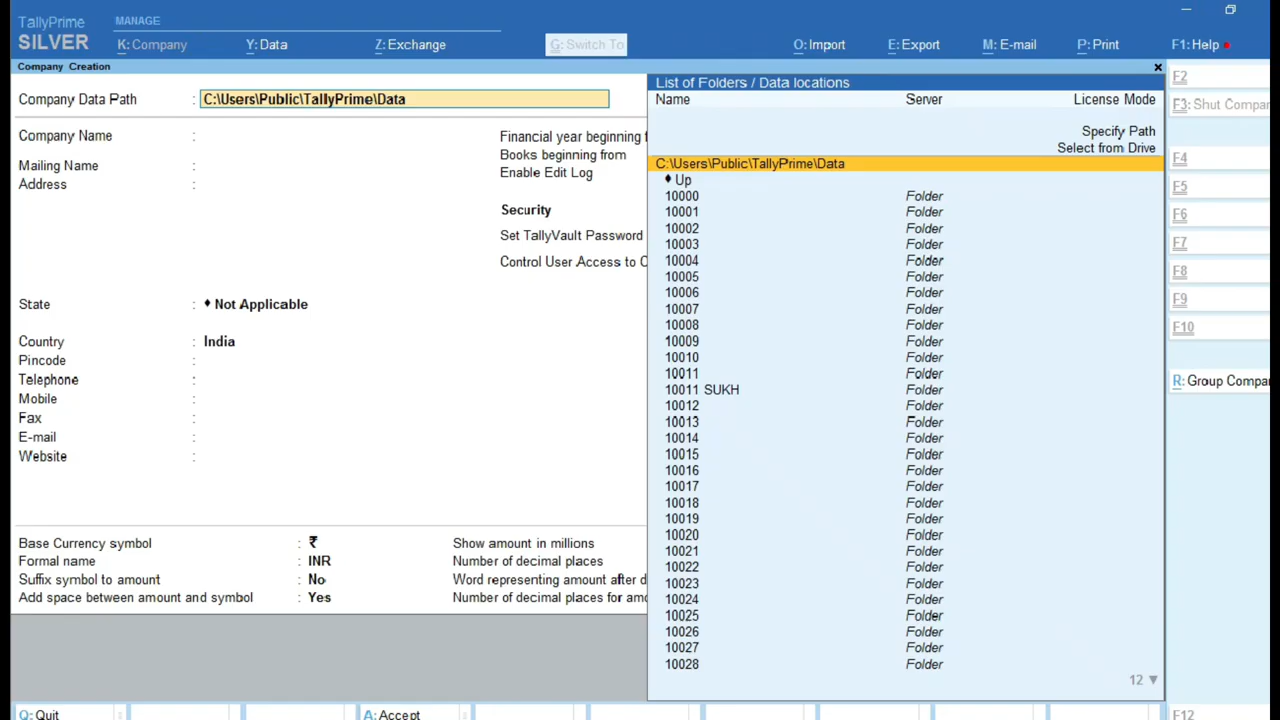 TallyPrime
SILVER
MANAGE
K: Company
Y: Data
Z: Exchange
G: Switch To
O: Import
E: Export
M: E-mail
P: Print
F1: Help
Company Creation
Company Data Path : C:\Users\Public\TallyPrime\Data
Company Name :
Mailing Name :
Address :
State : ♦ Not Applicable
Country : India
Pincode :
Telephone :
Mobile :
Fax :
E-mail :
Website :
Financial year beginning f
Books beginning from
Enable Edit Log
Security
Set TallyVault Password
Control User Access to C
Base Currency symbol : ₹
Formal name : INR
Suffix symbol to amount : No
Add space between amount and symbol : Yes
Show amount in millions
Number of decimal places
Word representing amount after d
Number of decimal places for amo
List of Folders / Data locations
Name Server License Mode
Specify Path
Select from Drive
C:\Users\Public\TallyPrime\Data
♦ Up
10000 Folder
10001 Folder
10002 Folder
10003 Folder
10004 Folder
10005 Folder
10006 Folder
10007 Folder
10008 Folder
10009 Folder
10010 Folder
10011 Folder
10011 SUKH Folder
10012 Folder
10013 Folder
10014 Folder
10015 Folder
10016 Folder
10017 Folder
10018 Folder
10019 Folder
10020 Folder
10021 Folder
10022 Folder
10023 Folder
10024 Folder
10025 Folder
10026 Folder
10027 Folder
10028 Folder
12 ▼
F2
F3: Shut Compa
F4
F5
F6
F7
F8
F9
F10
R: Group Compa
F12
Q: Quit
A: Accept